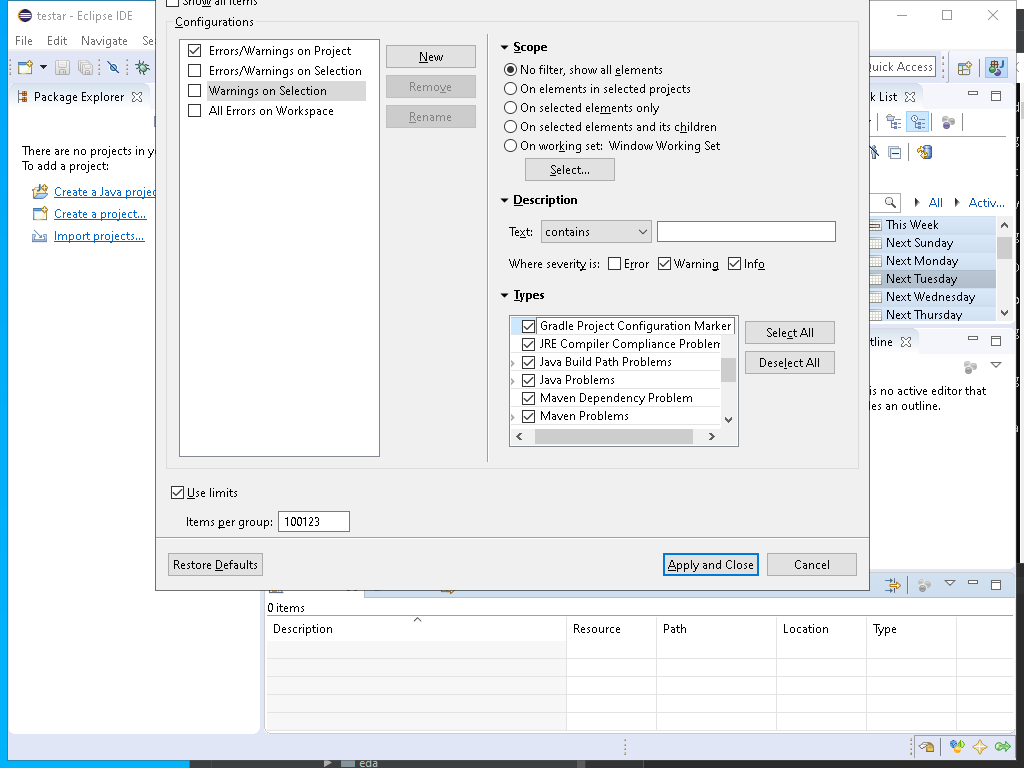 testar - Eclipse IDE
Show all items
File Edit Navigate Se
Configurations
Package Explorer
There are no projects in y
To add a project:
Create a Java projec
Create a project...
Import projects...
Errors/Warnings on Project
Errors/Warnings on Selection
Warnings on Selection
All Errors on Workspace
New
Remove
Rename
Scope
No filter, show all elements
On elements in selected projects
On selected elements only
On selected elements and its children
On working set: Window Working Set
Select...
Description
Text: contains
Where severity is: Error Warning Info
Types
Gradle Project Configuration Marker
JRE Compiler Compliance Problem
Java Build Path Problems
Java Problems
Maven Dependency Problem
Maven Problems
Select All
Deselect All
Use limits
Items per group: 100123
Restore Defaults
Apply and Close
Cancel
Quick Access
k List
All Activ...
This Week
Next Sunday
Next Monday
Next Tuesday
Next Wednesday
Next Thursday
tline
is no active editor that
des an outline.
0 items
Description Resource Path Location Type
eda